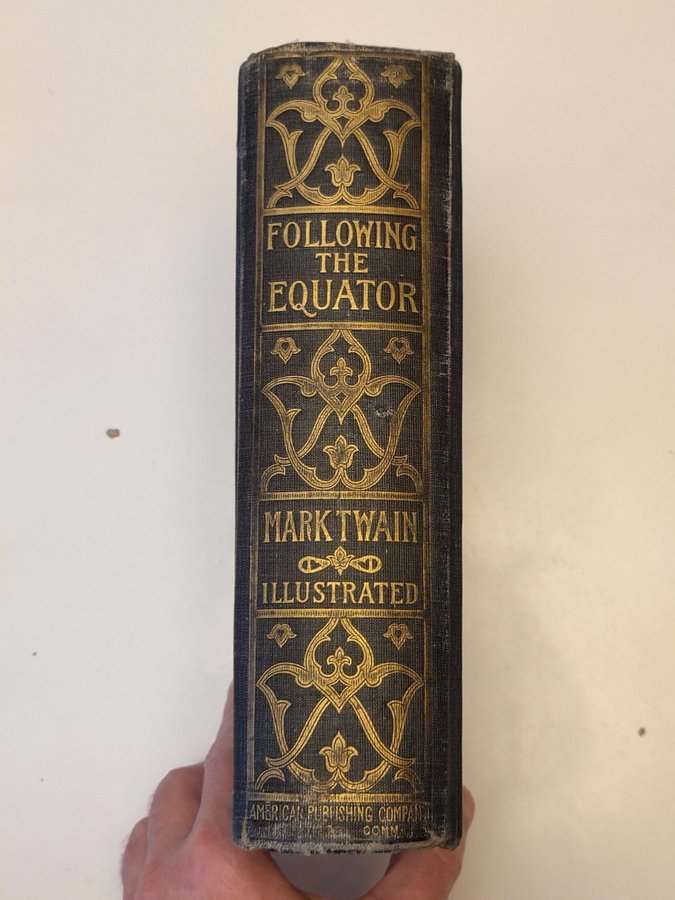 FOLLOWING
THE
EQUATOR
MARK TWAIN
ILLUSTRATED
AMERICAN PUBLISHING COMPANY
CONN.